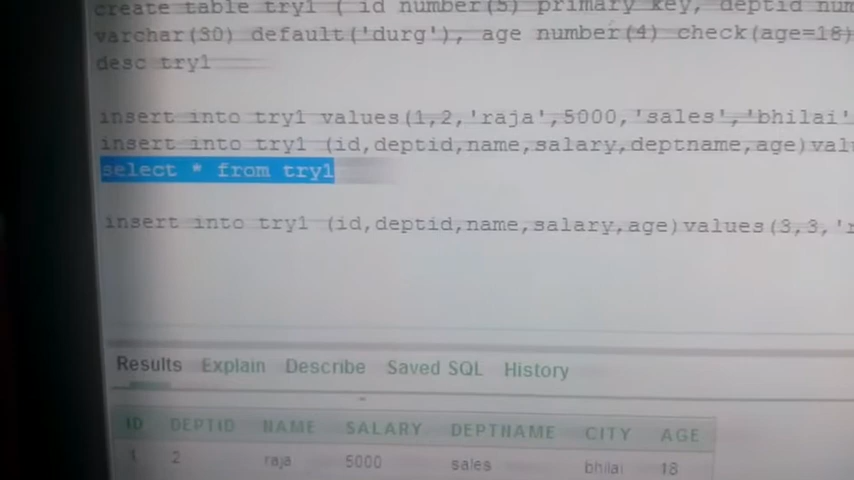 create table try1 ( id number(5) primary key, deptid num
varchar(30) default('durg'), age number(4) check(age=18)
desc try1
insert into try1 values(1,2,'raja',5000,'sales','bhilai'
insert into try1 (id,deptid,name,salary,deptname,age)valu
select * from try1
insert into try1 (id,deptid,name,salary,age)values(3,3,'r
Results Explain Describe Saved SQL History
ID DEPTID NAME SALARY DEPTNAME CITY AGE
1 2 raja 5000 sales bhilai 18